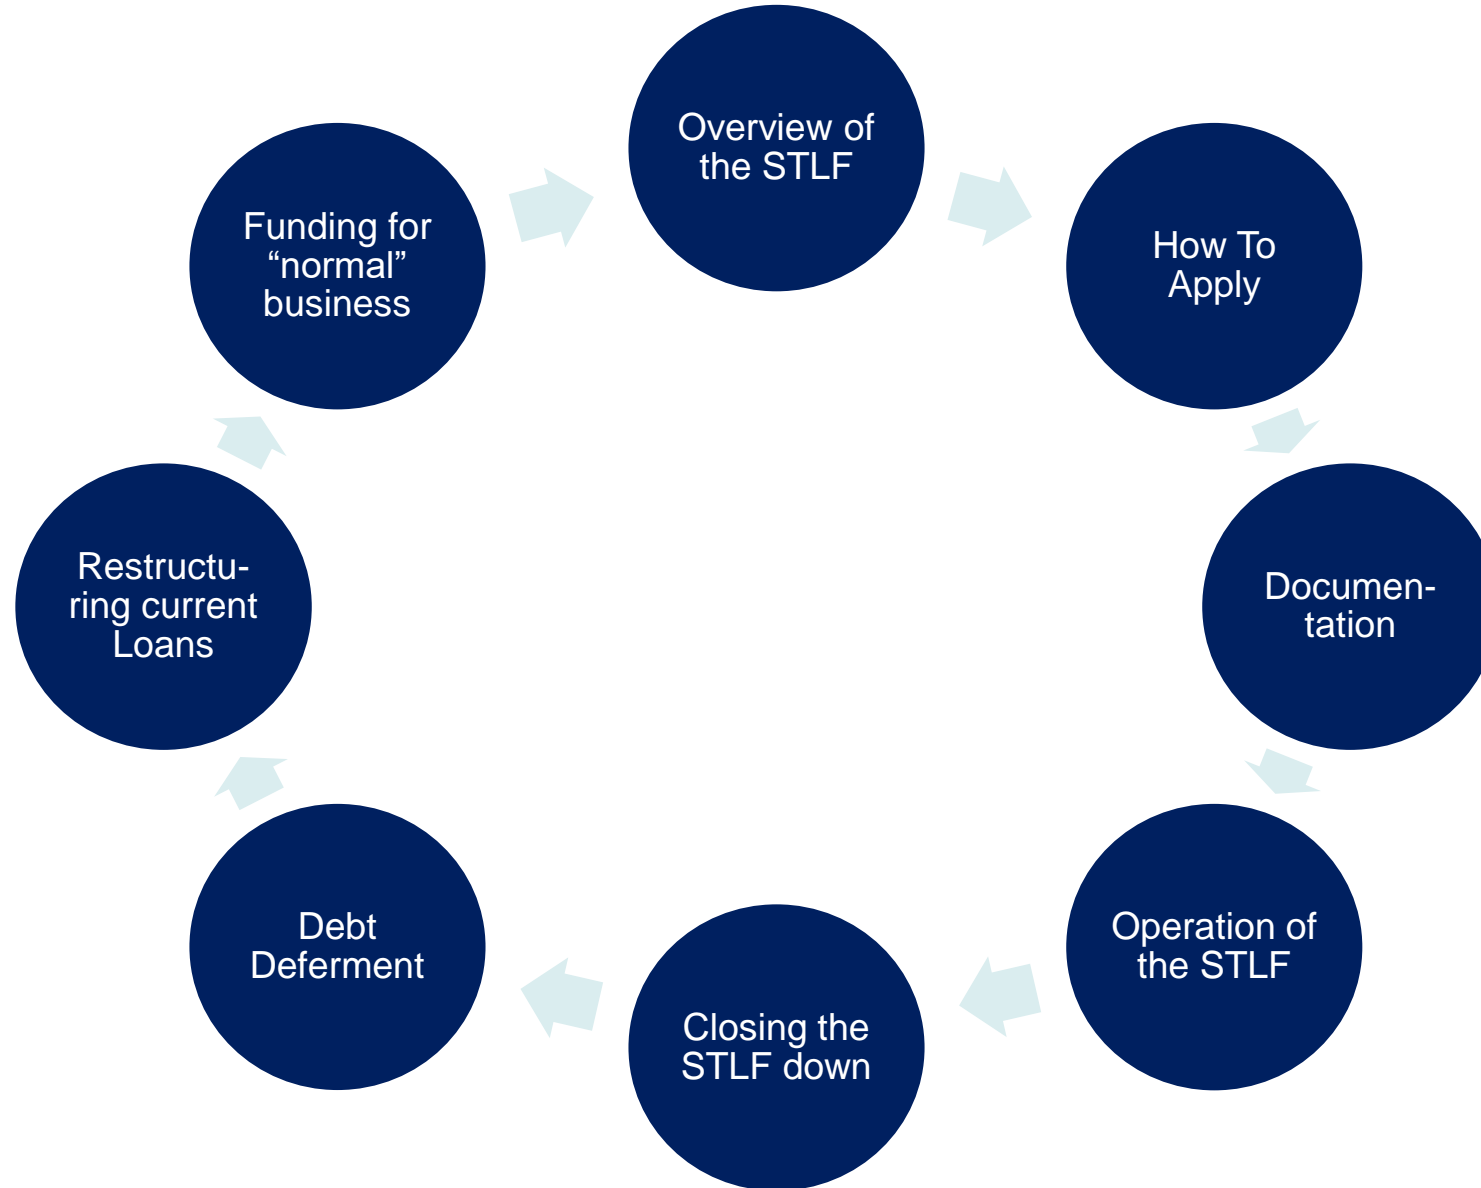 Overview of
the STLF
How To
Apply
Documen-
tation
Operation of
the STLF
Closing the
STLF down
Debt
Deferment
Restructu-
ring current
Loans
Funding for
“normal”
business